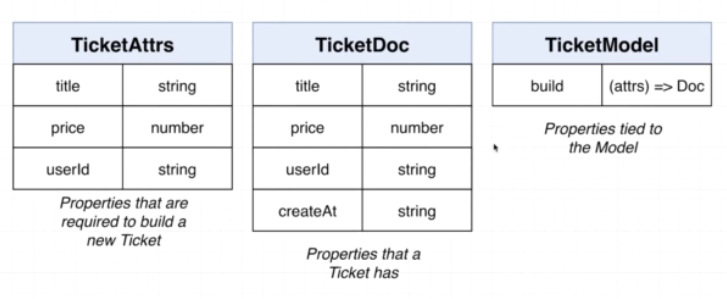 TicketAttrs
title string
price number
userId string
Properties that are
required to build a
new Ticket
TicketDoc
title string
price number
userId string
createAt string
Properties that a
Ticket has
TicketModel
build (attrs) => Doc
Properties tied to
the Model